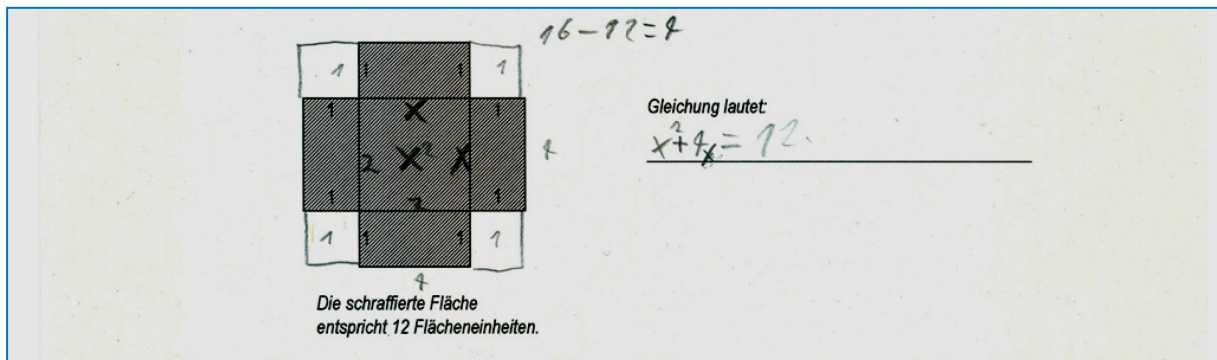 16-12=4
1 1 1 1
1 x 1
2 x² x 4
1 2 1
1 1 1 1
4
Gleichung lautet:
x²+4x=12.
Die schraffierte Fläche
entspricht 12 Flächeneinheiten.